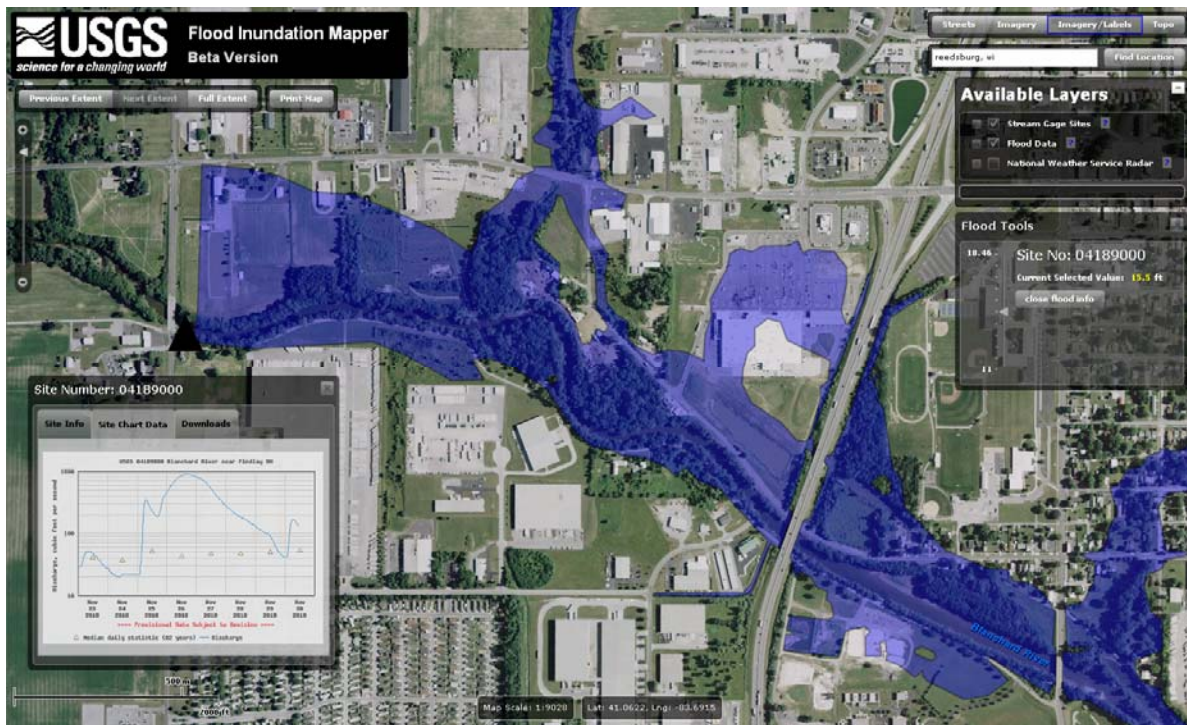 USGS
science for a changing world
Flood Inundation Mapper
Beta Version
Previous Extent Next Extent Full Extent Print Map
Streets Imagery Imagery/Labels Topo
reedsburg, wi Find Location
Available Layers
Stream Gage Sites ?
Flood Data ?
National Weather Service Radar ?
Flood Tools
18.46 -
Site No: 04189000
Current Selected Value: 15.5 ft
close flood info
11 -
Site Number: 04189000
Site Info Site Chart Data Downloads
USGS 04189000 Blanchard River near Findlay OH
Discharge, cubic feet per second
1000
100
10
Nov Nov Nov Nov Nov Nov Nov Nov
03 04 05 06 07 08 09
2010 2010 2010 2010 2010 2010 2010 2010
---- Provisional Data Subject to Revision ----
Median daily statistic (82 years) Discharge
Blanchard River
500 m
2000 ft
Map Scale: 1:9028
Lat: 41.0622, Lng: -83.6915